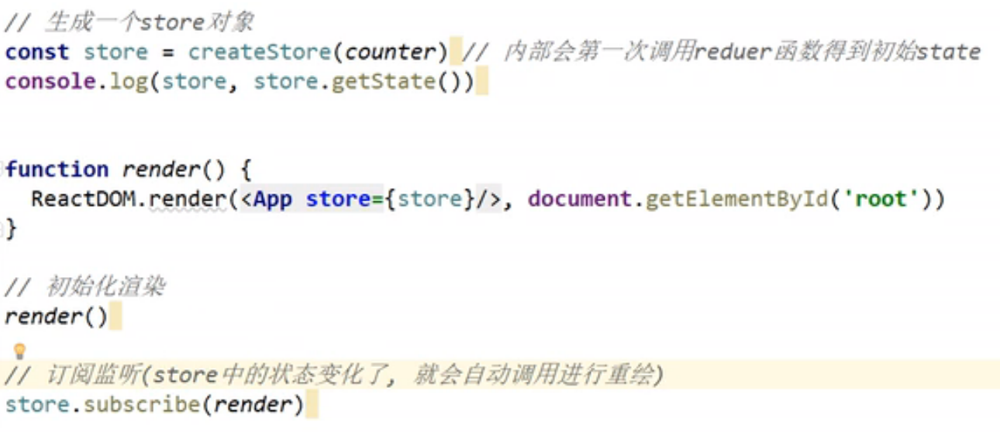 // 生成一个store对象
const store = createStore(counter) // 内部会第一次调用reduer函数得到初始state
console.log(store, store.getState())
function render() {
  ReactDOM.render(<App store={store}/>, document.getElementById('root'))
}
// 初始化渲染
render()
// 订阅监听(store中的状态变化了, 就会自动调用进行重绘)
store.subscribe(render)